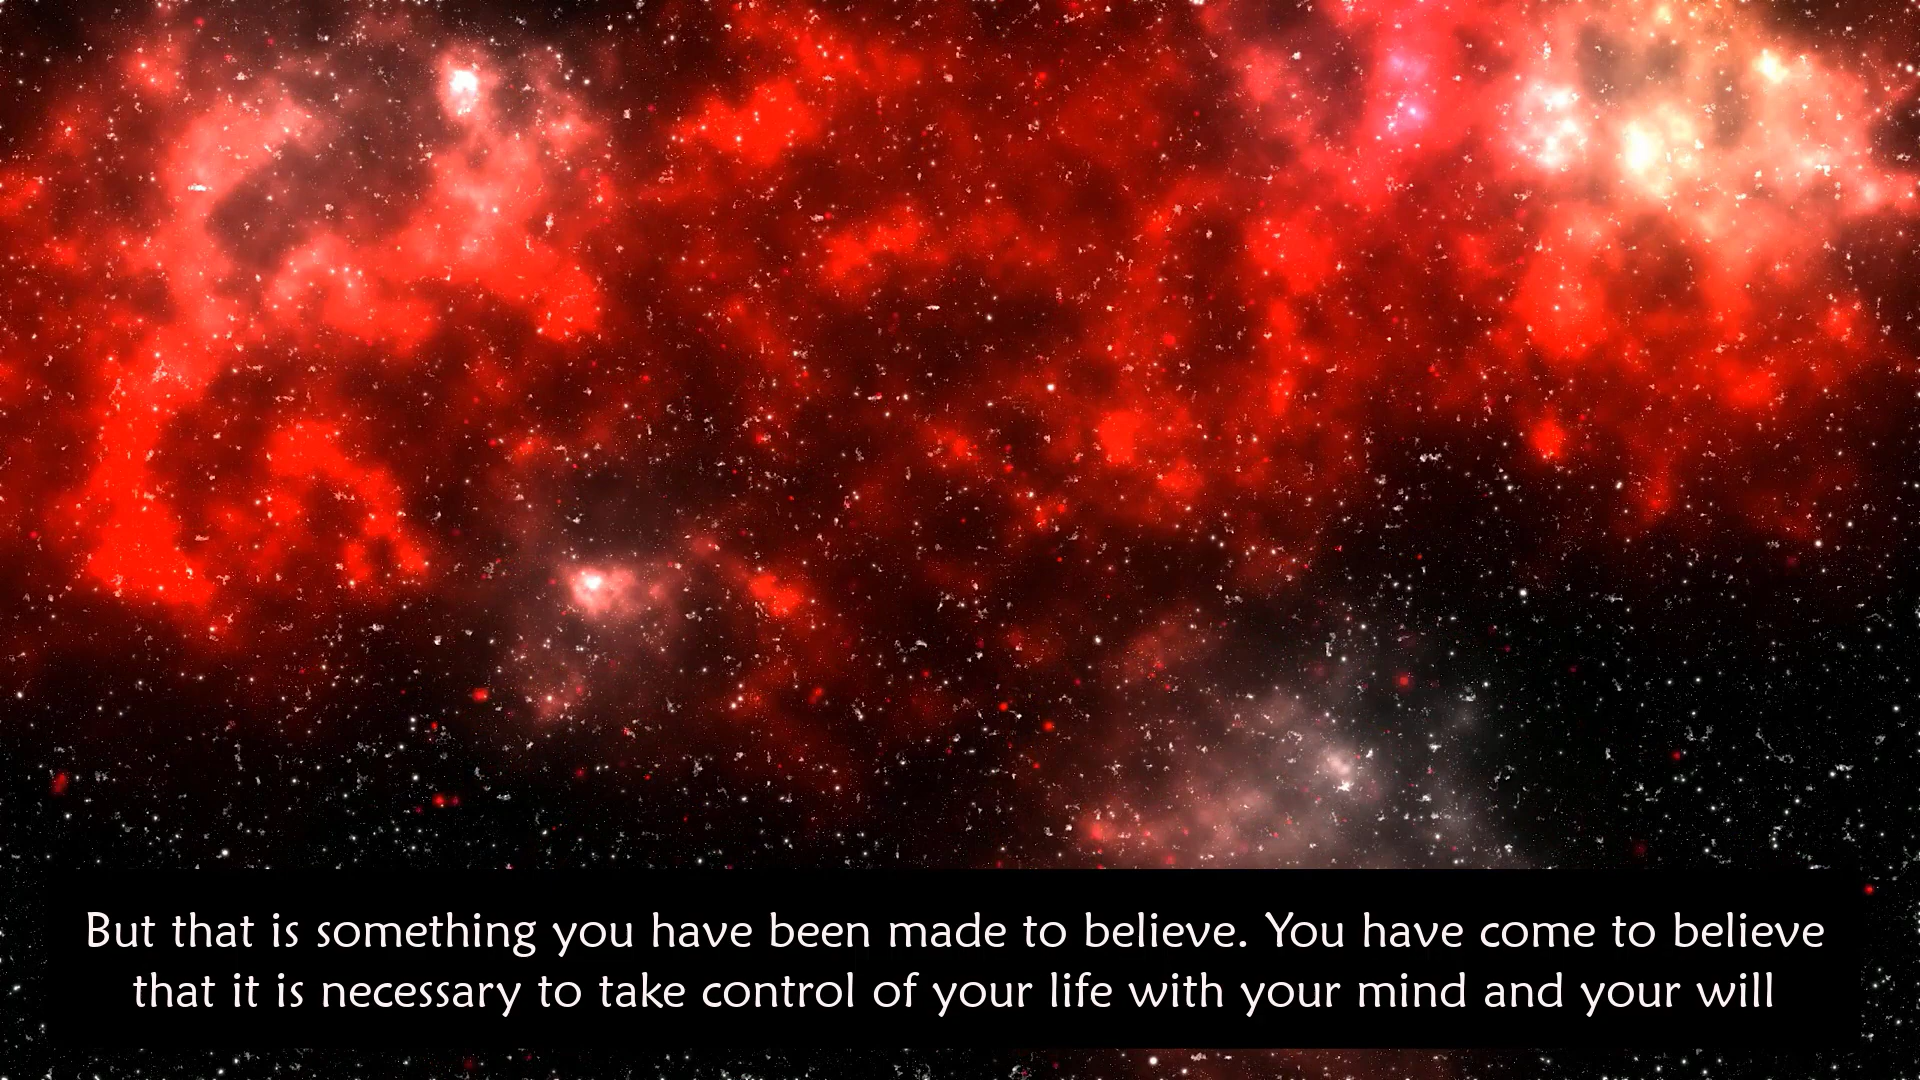 But that is something you have been made to believe. You have come to believe
that it is necessary to take control of your life with your mind and your will